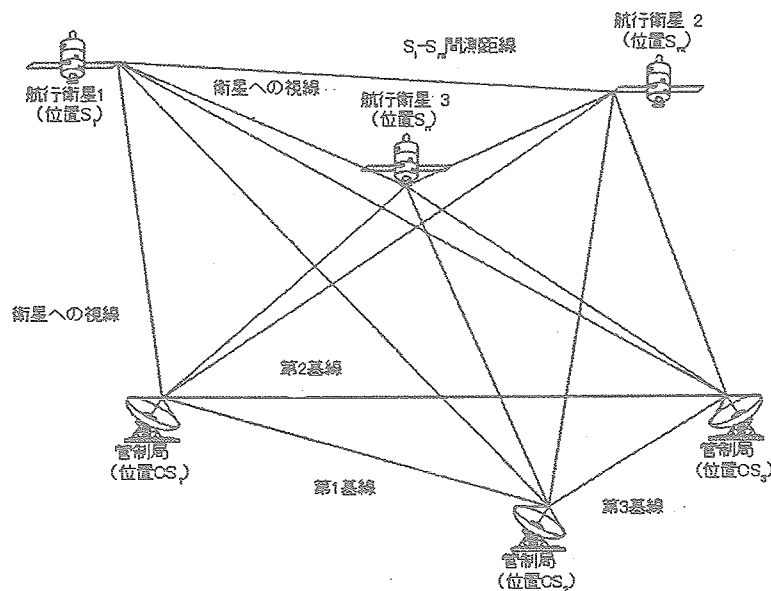 航行衛星 2
(位置Sm)
Sl-Sm間測距線
航行衛星1
(位置Sl)
衛星への視線
航行衛星 3
(位置Sn)
衛星への視線
第2基線
管制局
(位置CS1)
第1基線
管制局
(位置CS3)
第3基線
管制局
(位置CS2)